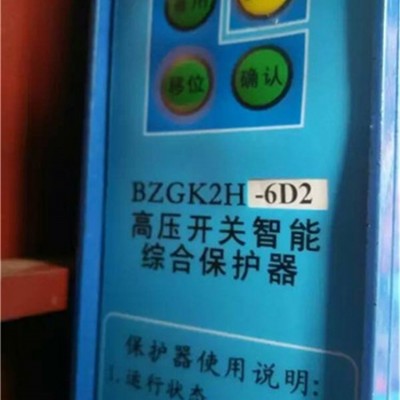 移位
确认
BZGK2H-6D2
高压开关智能
综合保护器
保护器使用说明:
1.运行状态